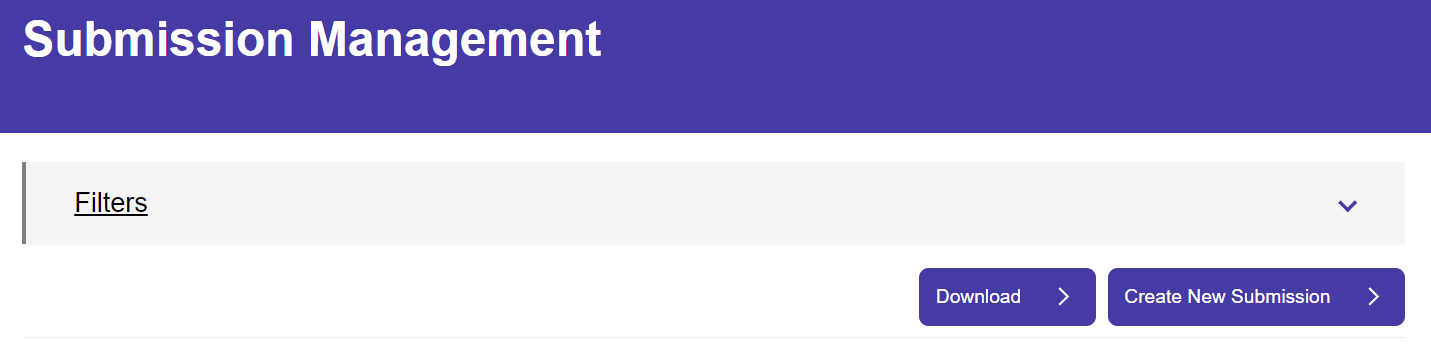 Submission Management
Filters
Download
Create New Submission